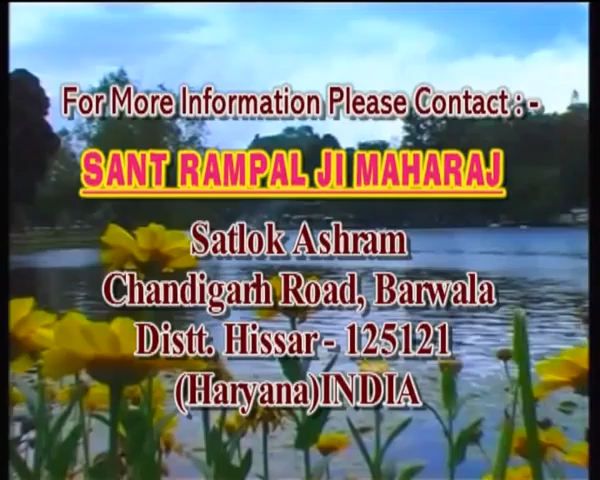 For More Information Please Contact : -
SANT RAMPAL JI MAHARAJ
Satlok Ashram
Chandigarh Road, Barwala
Distt. Hissar - 125121
(Haryana)INDIA